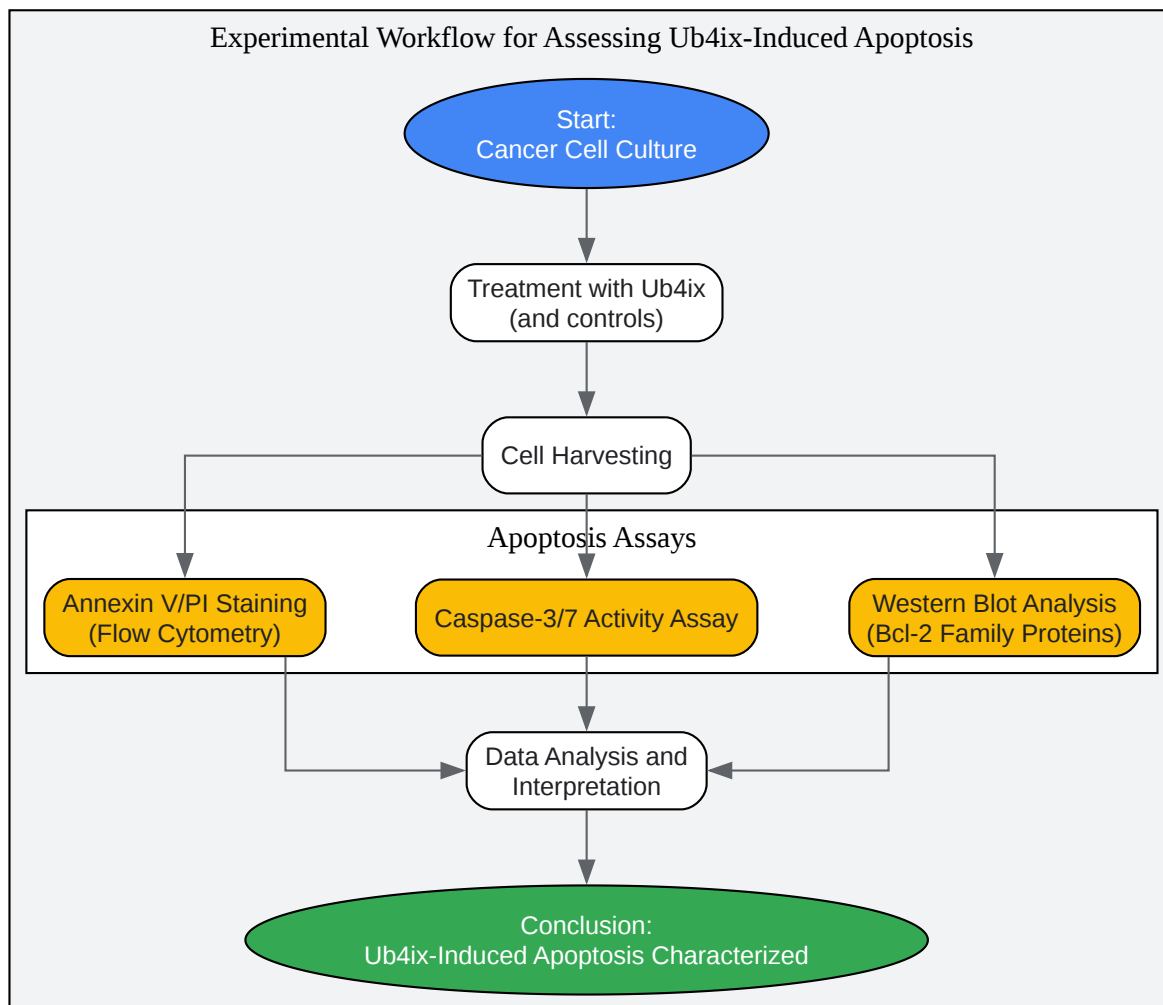 Experimental Workflow for Assessing Ub4ix-Induced Apoptosis
Start:
Cancer Cell Culture
Treatment with Ub4ix
(and controls)
Cell Harvesting
Apoptosis Assays
Annexin V/PI Staining
(Flow Cytometry)
Caspase-3/7 Activity Assay
Western Blot Analysis
(Bcl-2 Family Proteins)
Data Analysis and
Interpretation
Conclusion:
Ub4ix-Induced Apoptosis Characterized